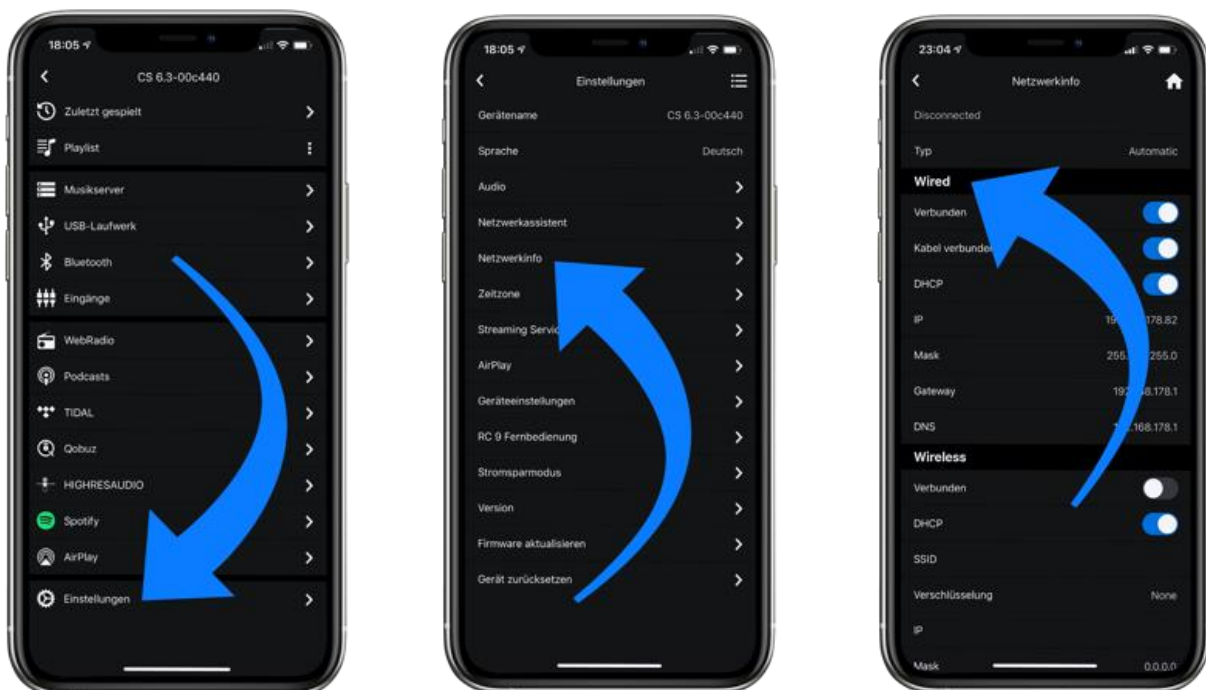 18:05
CS 6.3-00c440
Zuletzt gespielt
Playlist
Musikserver
USB-Laufwerk
Bluetooth
Eingänge
WebRadio
Podcasts
TIDAL
Qobuz
HIGHRESAUDIO
Spotify
AirPlay
Einstellungen
18:05
Einstellungen
Gerätename CS 6.3-00c440
Sprache Deutsch
Audio
Netzwerkassistent
Netzwerkinfo
Zeitzone
Streaming
AirPlay
Geräteeinstellungen
RC 9 Fernbedienung
Stromsparmodus
Version
Firmware aktualisieren
Gerät zurücksetzen
23:04
Netzwerkinfo
Disconnected
Typ Automatic
Wired
Verbunden
Kabel
DHCP
IP
Mask
Gateway
DNS
Wireless
Verbunden
DHCP
SSID
Verschlüsselung None
IP
Mask 0.0.0.0